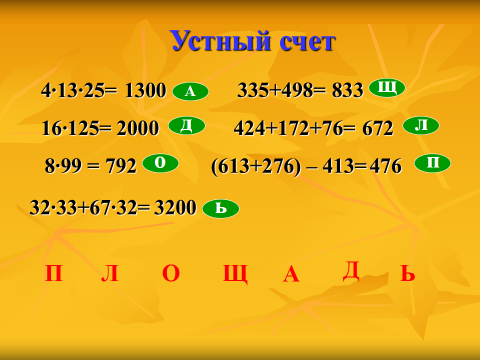 Устный счет
4·13·25= 1300 А 335+498= 833 Щ
16·125= 2000 Д 424+172+76= 672 Л
8·99 = 792 О (613+276) – 413= 476 П
32·33+67·32= 3200 Ь
П Л О Щ А Д Ь